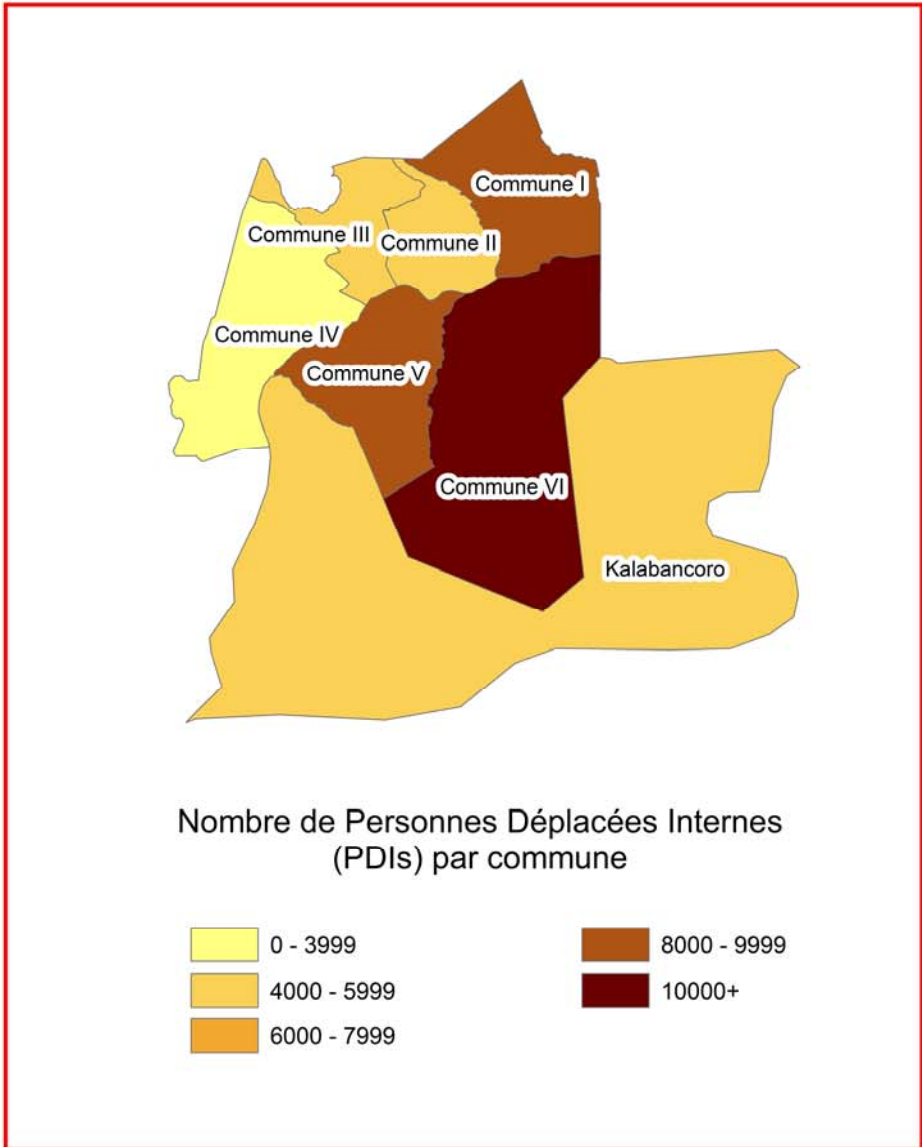 Commune I
Commune III
Commune II
Commune IV
Commune V
Commune VI
Kalabancoro
Nombre de Personnes Déplacées Internes
(PDIs) par commune
0 - 3999
4000 - 5999
6000 - 7999
8000 - 9999
10000+